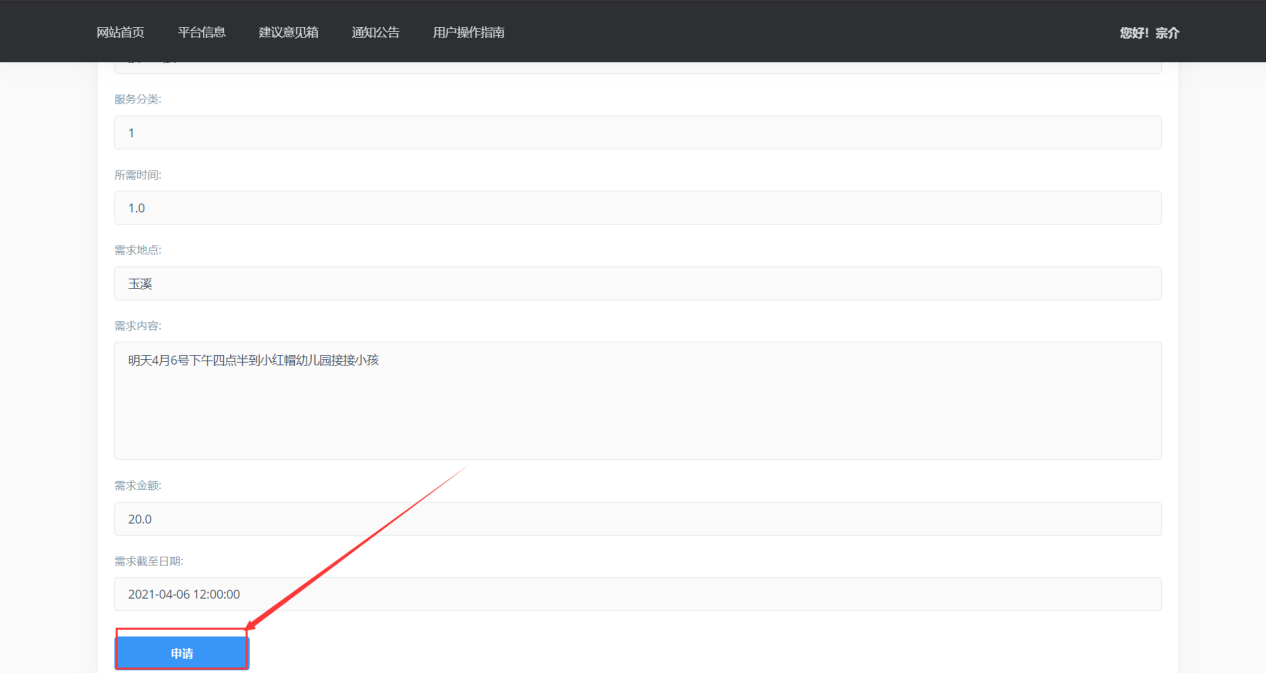 网站首页 平台信息 建议意见箱 通知公告 用户操作指南 您好！宗介
服务分类:
1
所需时间:
1.0
需求地点:
玉溪
需求内容:
明天4月6号下午四点半到小红帽幼儿园接接小孩
需求金额:
20.0
需求截至日期:
2021-04-06 12:00:00
申请